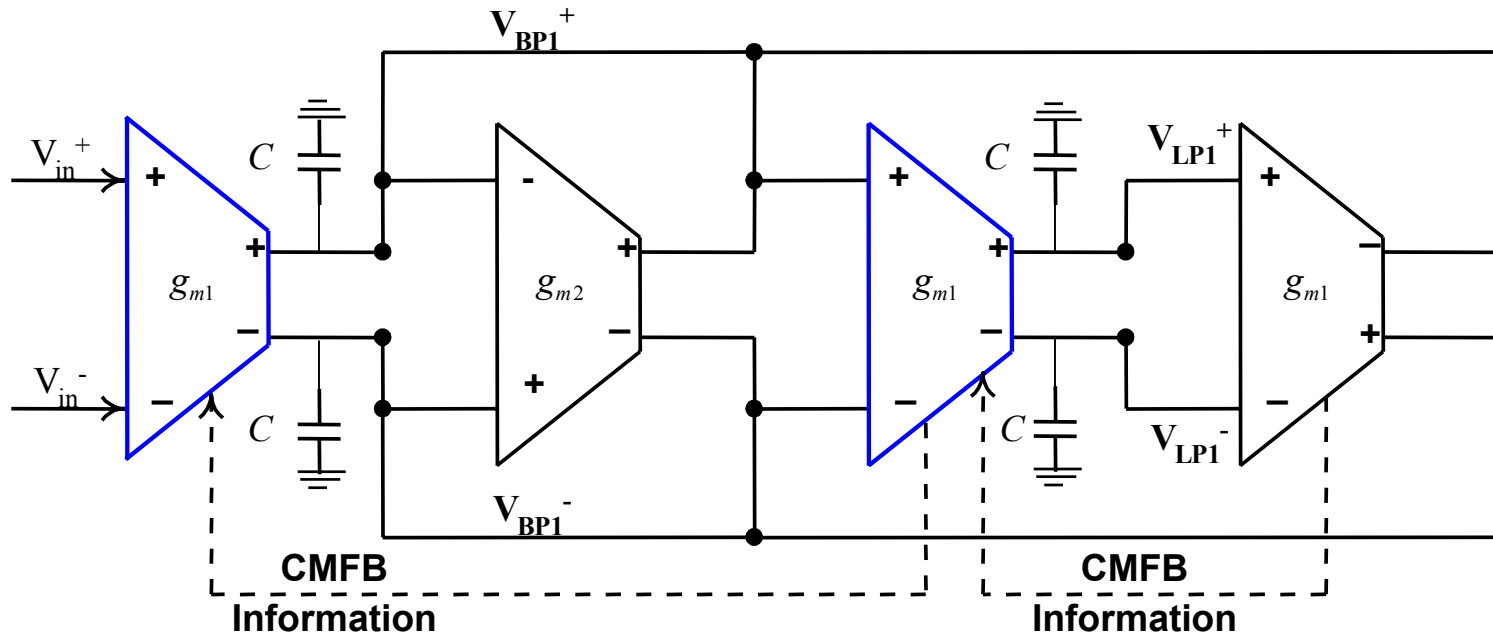 V_BP1^+
V_in^+
C
C
V_LP1^+
+
-
+
+
+
+
+
−
g_m1
g_m2
g_m1
g_m1
−
−
−
+
V_in^-
−
C
+
−
C
−
V_LP1^-
V_BP1^-
CMFB
Information
CMFB
Information